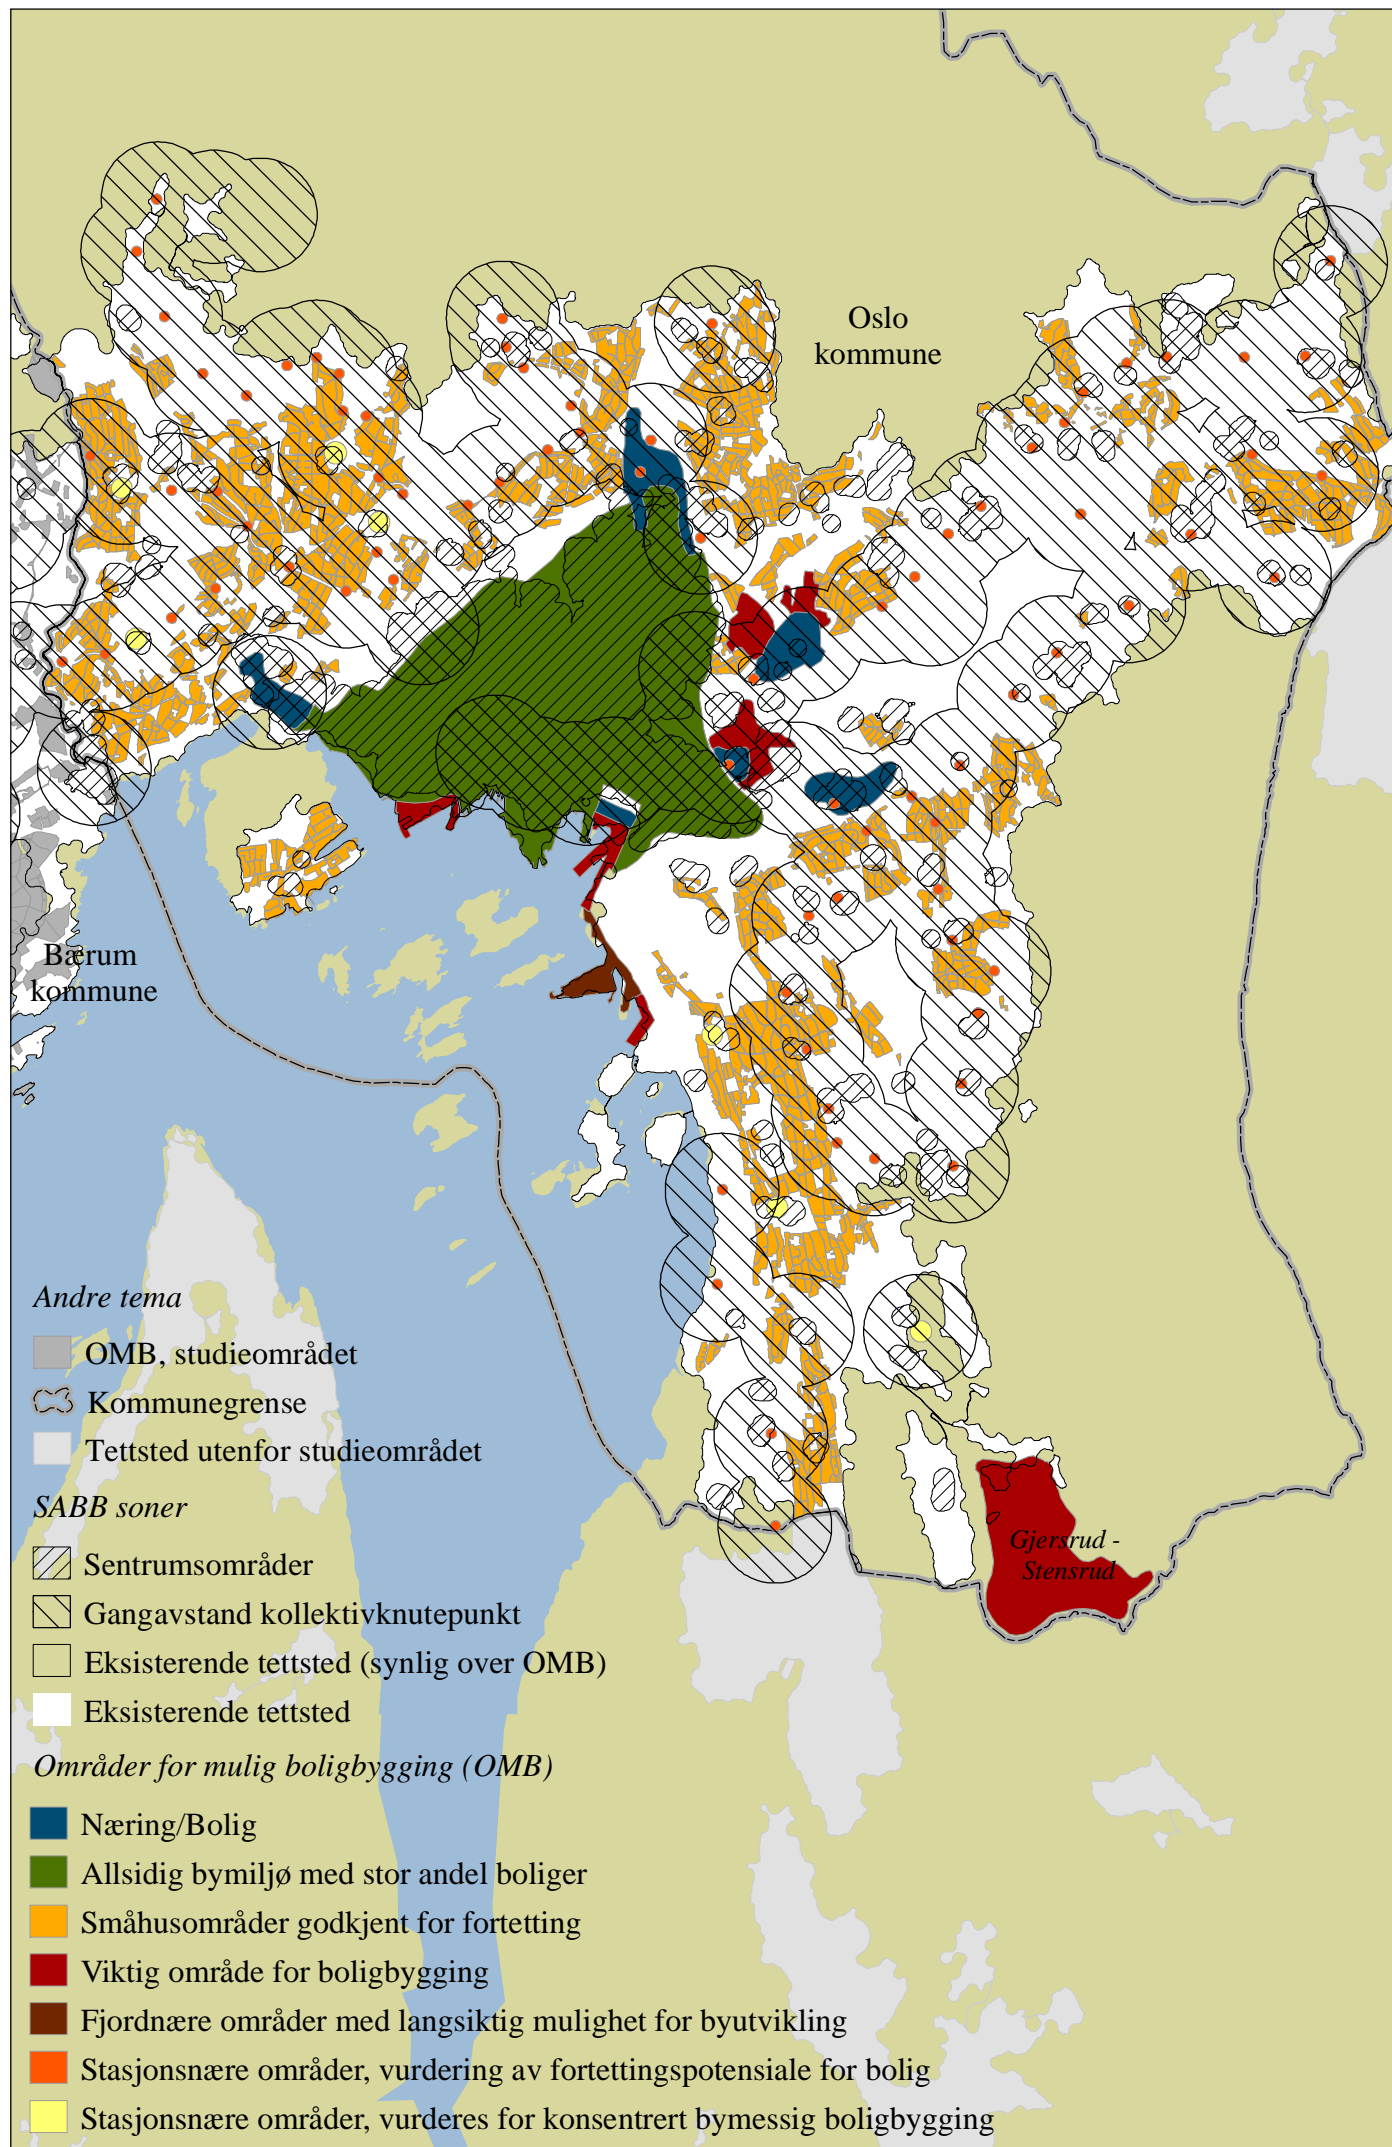 Oslo
kommune
Bærum
kommune
Gjersrud -
Stensrud
Andre tema
OMB, studieområdet
Kommunegrense
Tettsted utenfor studieområdet
SABB soner
Sentrumsområder
Gangavstand kollektivknutepunkt
Eksisterende tettsted (synlig over OMB)
Eksisterende tettsted
Områder for mulig boligbygging (OMB)
Næring/Bolig
Allsidig bymiljø med stor andel boliger
Småhusområder godkjent for fortetting
Viktig område for boligbygging
Fjordnære områder med langsiktig mulighet for byutvikling
Stasjonsnære områder, vurdering av fortettingspotensiale for bolig
Stasjonsnære områder, vurderes for konsentrert bymessig boligbygging